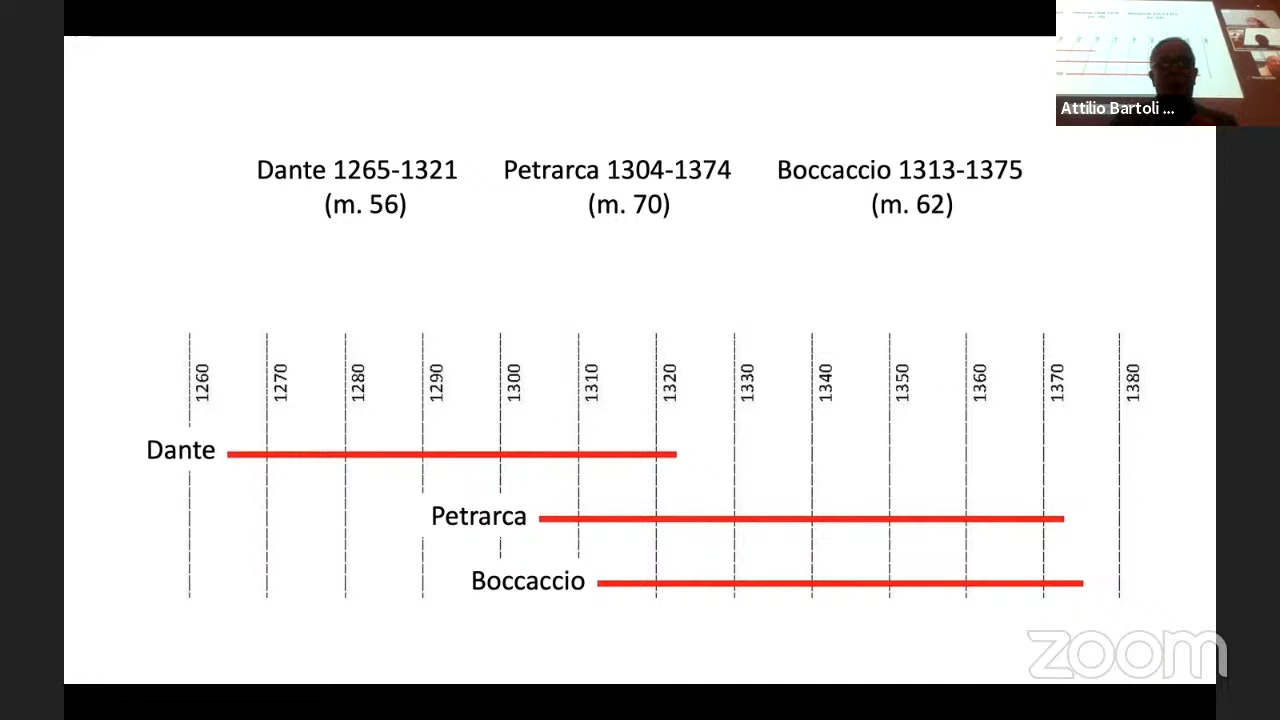 Attilio Bartoli ...
Dante 1265-1321
(m. 56)
Petrarca 1304-1374
(m. 70)
Boccaccio 1313-1375
(m. 62)
1260
1270
1280
1290
1300
1310
1320
1330
1340
1350
1360
1370
1380
Dante
Petrarca
Boccaccio
zoom